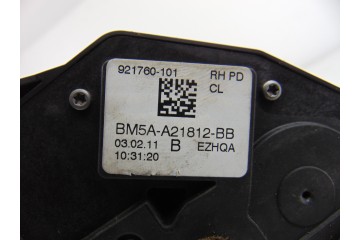 921760-101 RH PD
CL
BM5A-A21812-BB
03.02.11 B EZHQA
10:31:20